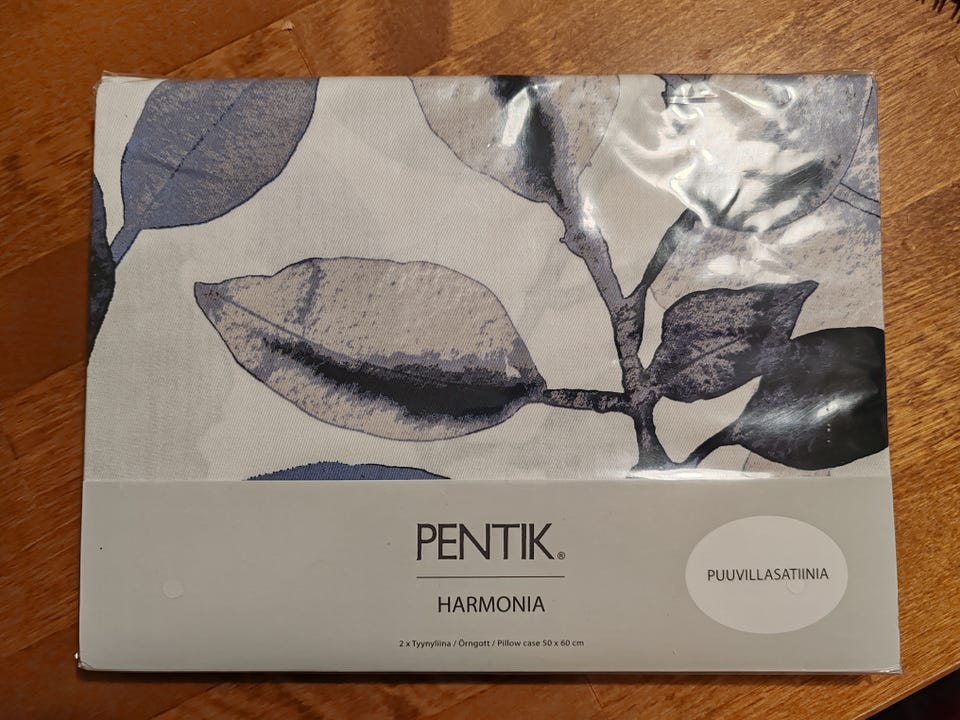 PENTIK®
HARMONIA
PUUVILLASATIINIA
2 x Tyynyliina / Örngott / Pillow case 50 x 60 cm